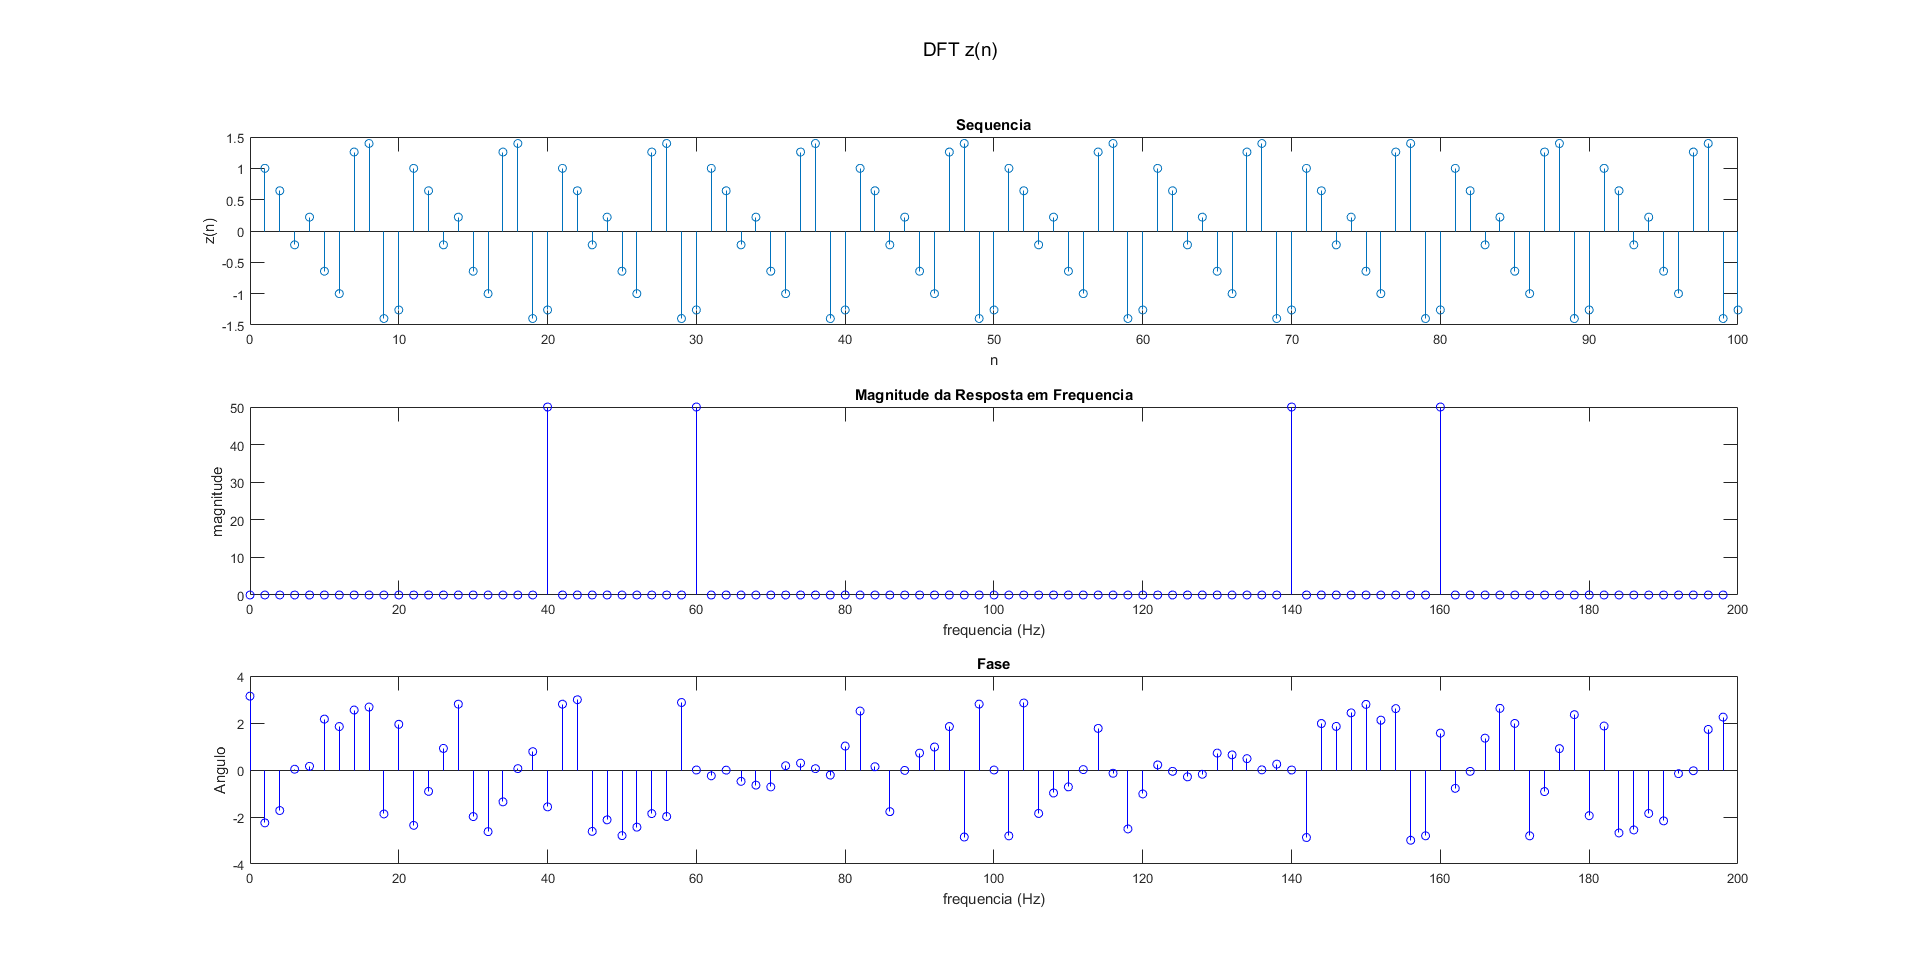 DFT z(n)
Sequencia
1.5
1
0.5
0
-0.5
-1
-1.5
z(n)
0 10 20 30 40 50 60 70 80 90 100
n
Magnitude da Resposta em Frequencia
50
40
30
20
10
0
magnitude
0 20 40 60 80 100 120 140 160 180 200
frequencia (Hz)
Fase
4
2
0
-2
-4
Angulo
0 20 40 60 80 100 120 140 160 180 200
frequencia (Hz)